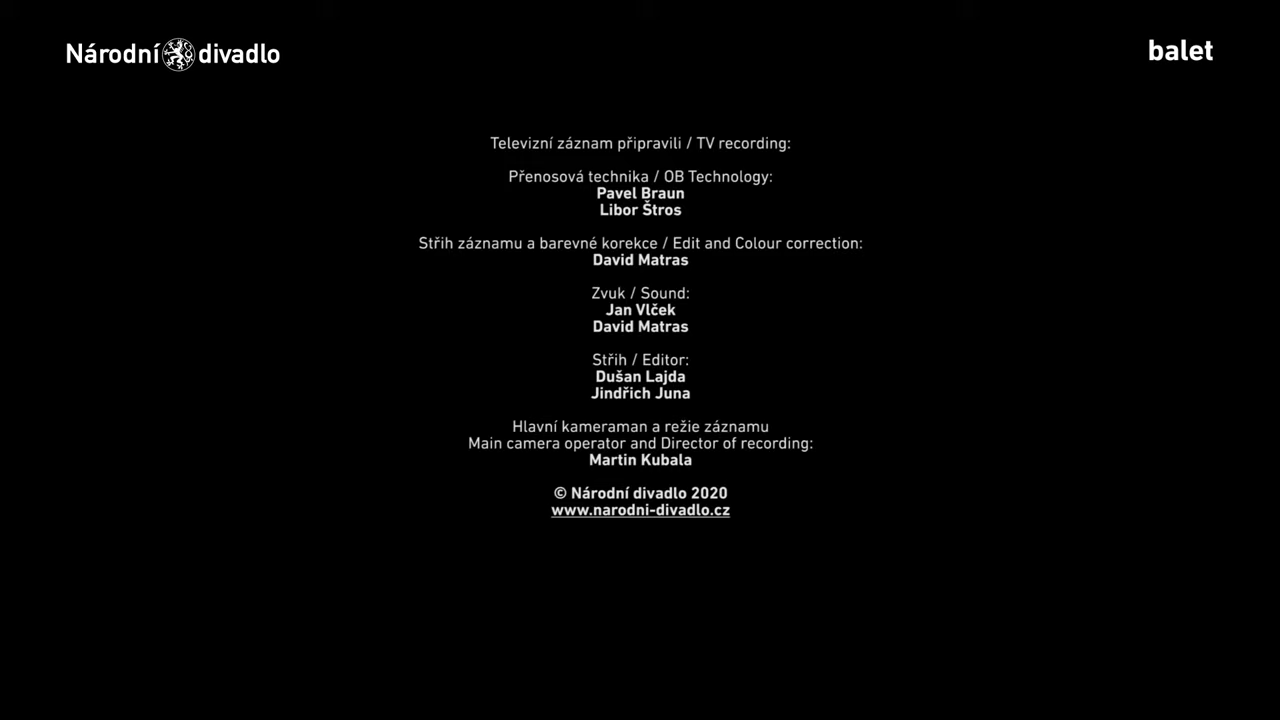 Národní divadlo
balet
Televizní záznam připravili / TV recording:
Přenosová technika / OB Technology:
Pavel Braun
Libor Štros
Střih záznamu a barevné korekce / Edit and Colour correction:
David Matras
Zvuk / Sound:
Jan Vlček
David Matras
Střih / Editor:
Dušan Lajda
Jindřich Juna
Hlavní kameraman a režie záznamu
Main camera operator and Director of recording:
Martin Kubala
© Národní divadlo 2020
www.narodni-divadlo.cz